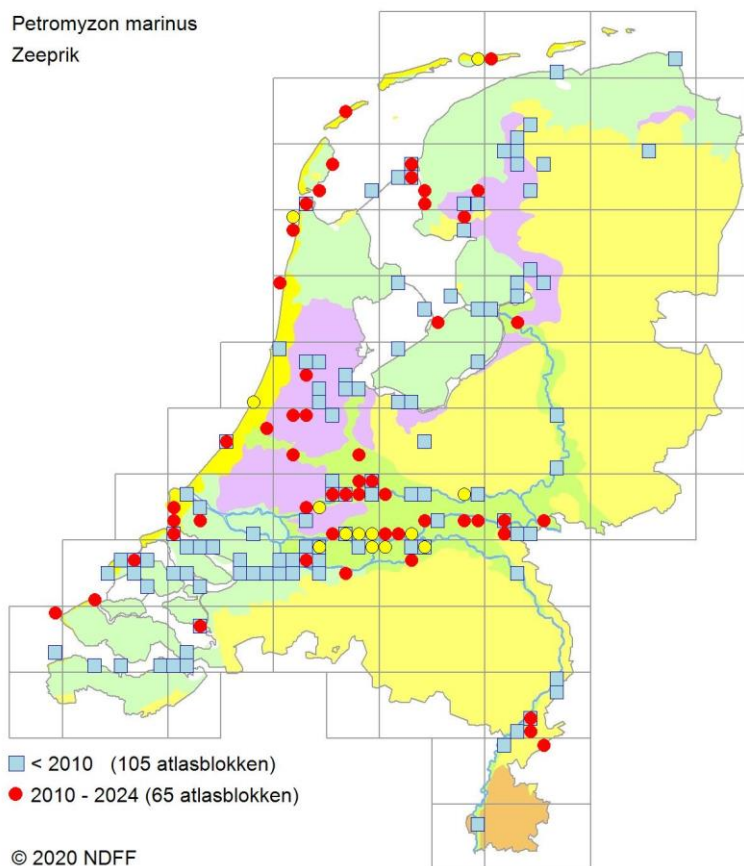 Petromyzon marinus
Zeeprik
< 2010 (105 atlasblokken)
2010 - 2024 (65 atlasblokken)
© 2020 NDFF